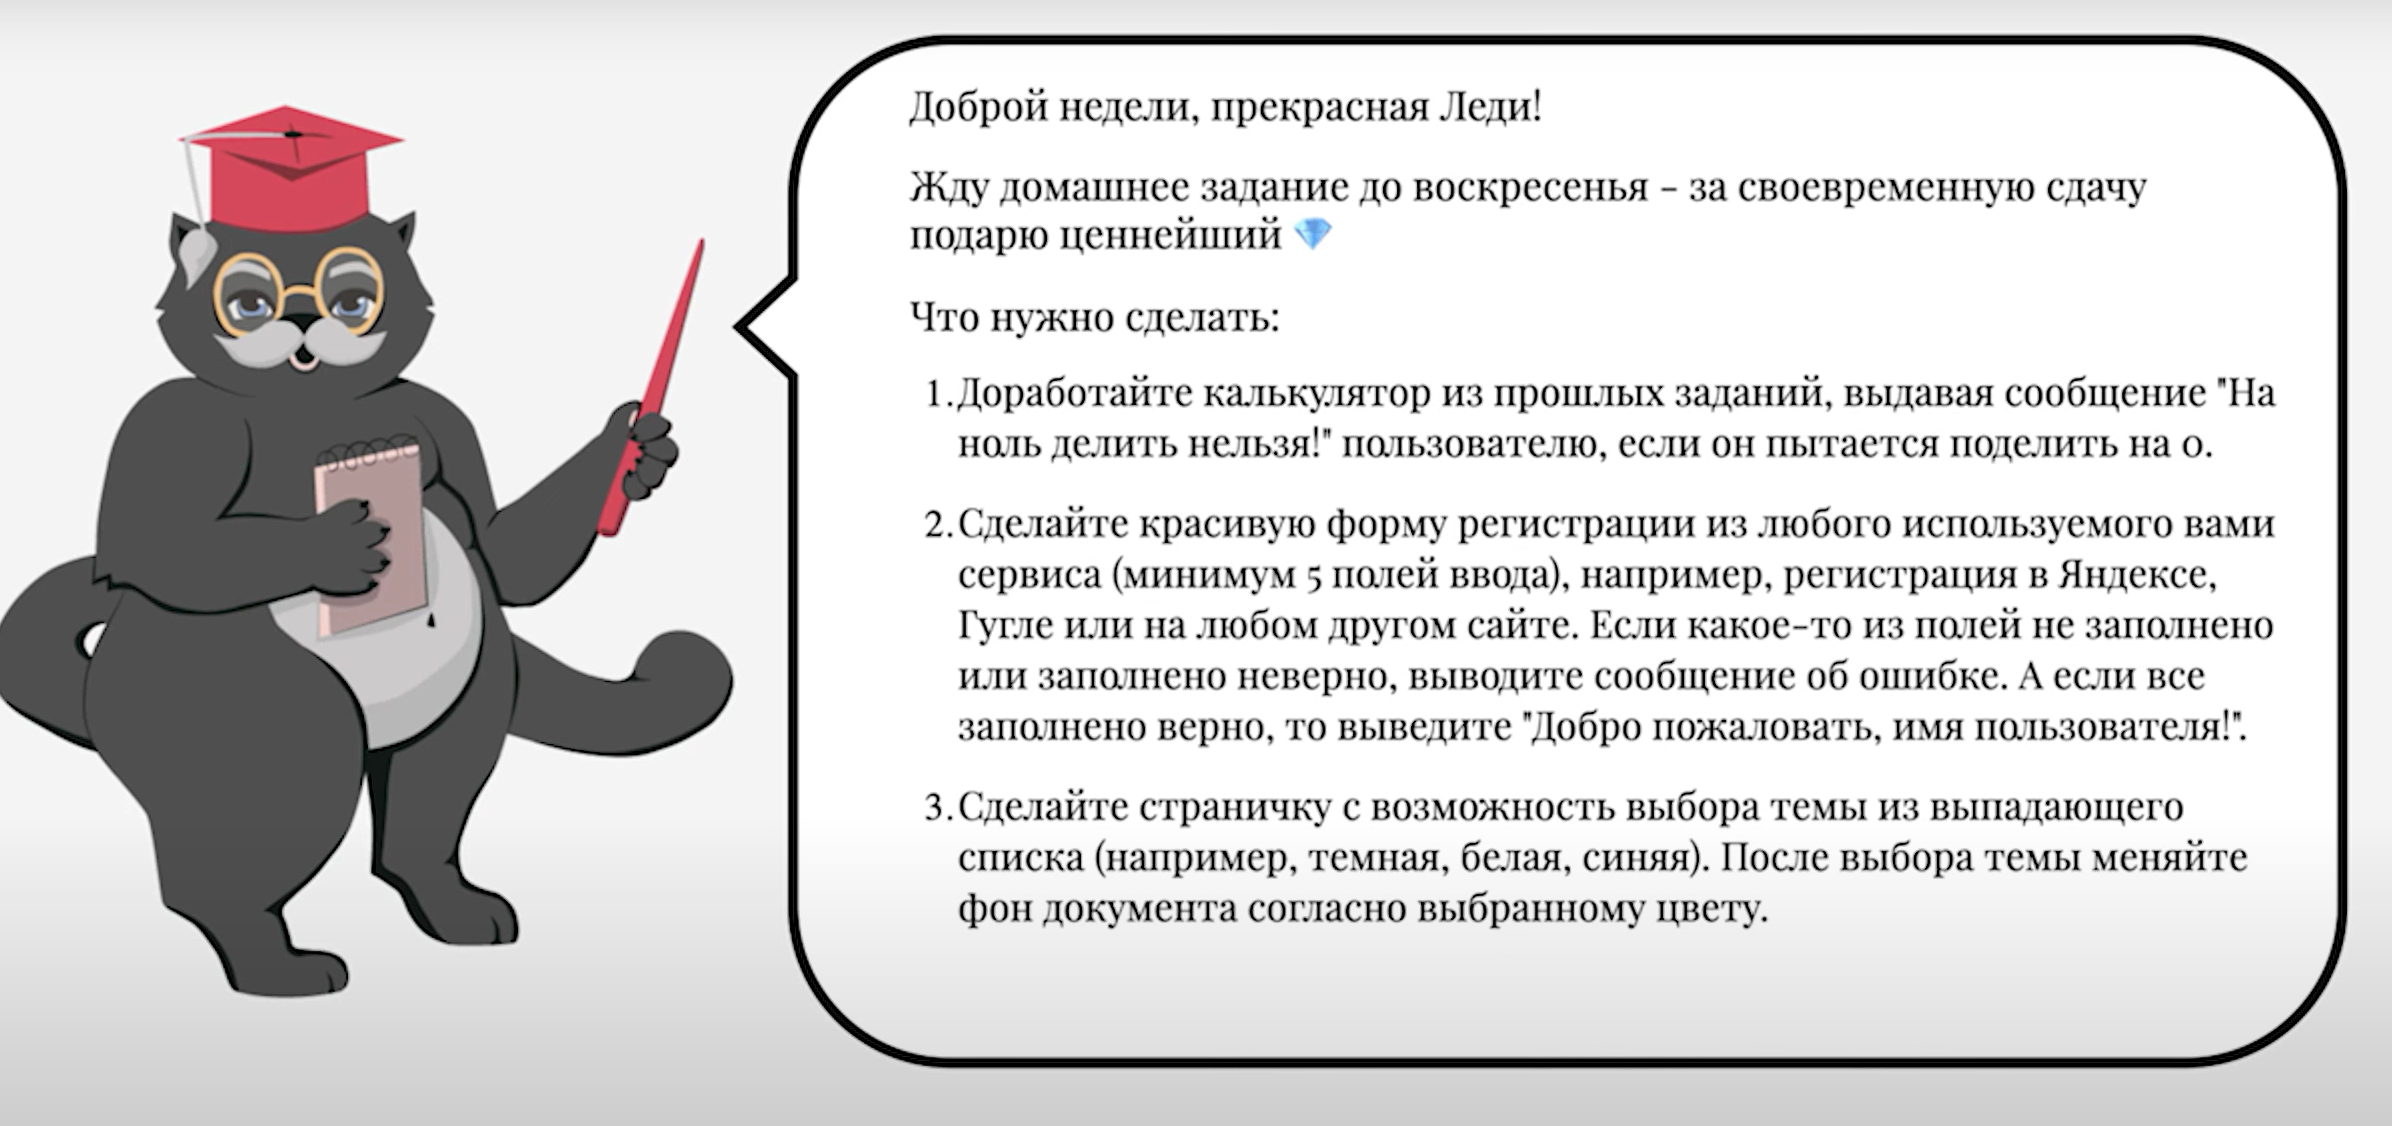 Доброй недели, прекрасная Леди!
Жду домашнее задание до воскресенья - за своевременную сдачу
подарю ценнейший 💎
Что нужно сделать:
1.Доработайте калькулятор из прошлых заданий, выдавая сообщение "На
ноль делить нельзя!" пользователю, если он пытается поделить на 0.
2.Сделайте красивую форму регистрации из любого используемого вами
сервиса (минимум 5 полей ввода), например, регистрация в Яндексе,
Гугле или на любом другом сайте. Если какое-то из полей не заполнено
или заполнено неверно, выводите сообщение об ошибке. А если все
заполнено верно, то выведите "Добро пожаловать, имя пользователя!".
3.Сделайте страничку с возможность выбора темы из выпадающего
списка (например, темная, белая, синяя). После выбора темы меняйте
фон документа согласно выбранному цвету.